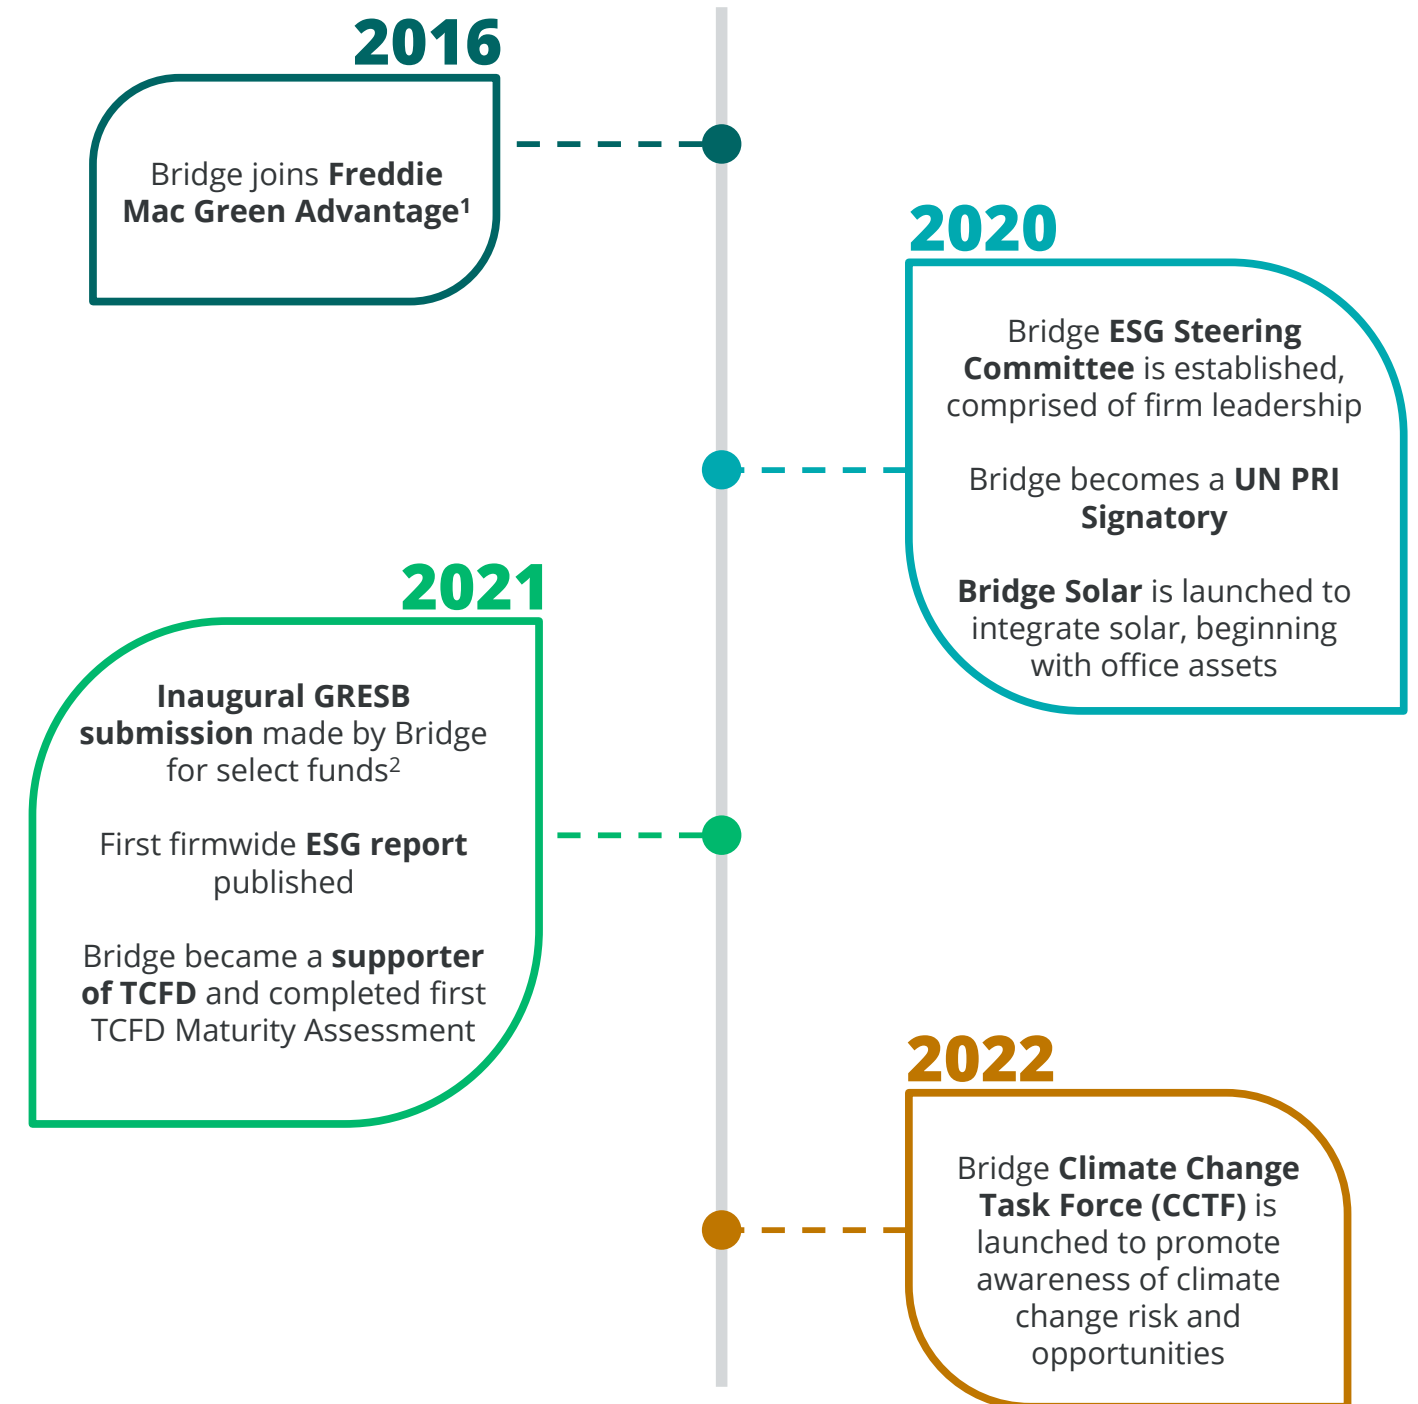 2016
Bridge joins Freddie
Mac Green Advantage¹
2020
Bridge ESG Steering
Committee is established,
comprised of firm leadership
Bridge becomes a UN PRI
Signatory
Bridge Solar is launched to
integrate solar, beginning
with office assets
2021
Inaugural GRESB
submission made by Bridge
for select funds²
First firmwide ESG report
published
Bridge became a supporter
of TCFD and completed first
TCFD Maturity Assessment
2022
Bridge Climate Change
Task Force (CCTF) is
launched to promote
awareness of climate
change risk and
opportunities